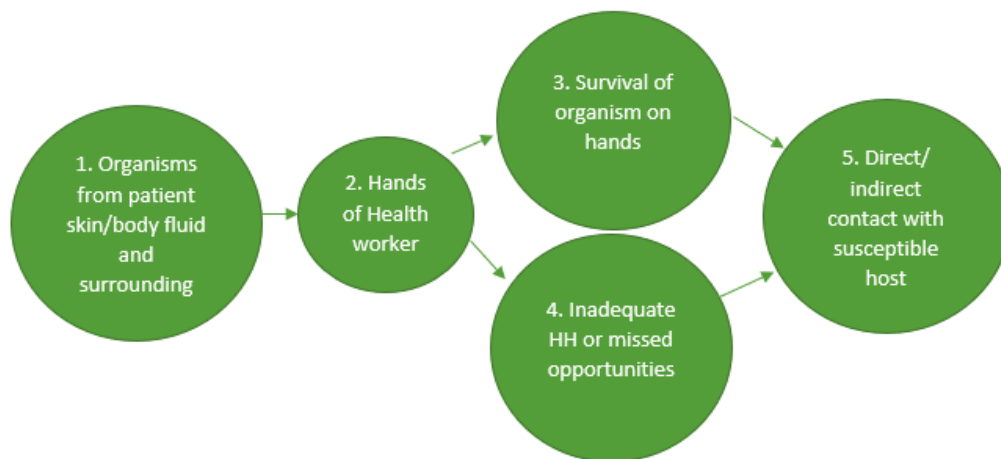 1. Organisms
from patient
skin/body fluid
and
surrounding
2. Hands
of Health
worker
3. Survival of
organism on
hands
4. Inadequate
HH or missed
opportunities
5. Direct/
indirect
contact with
susceptible
host